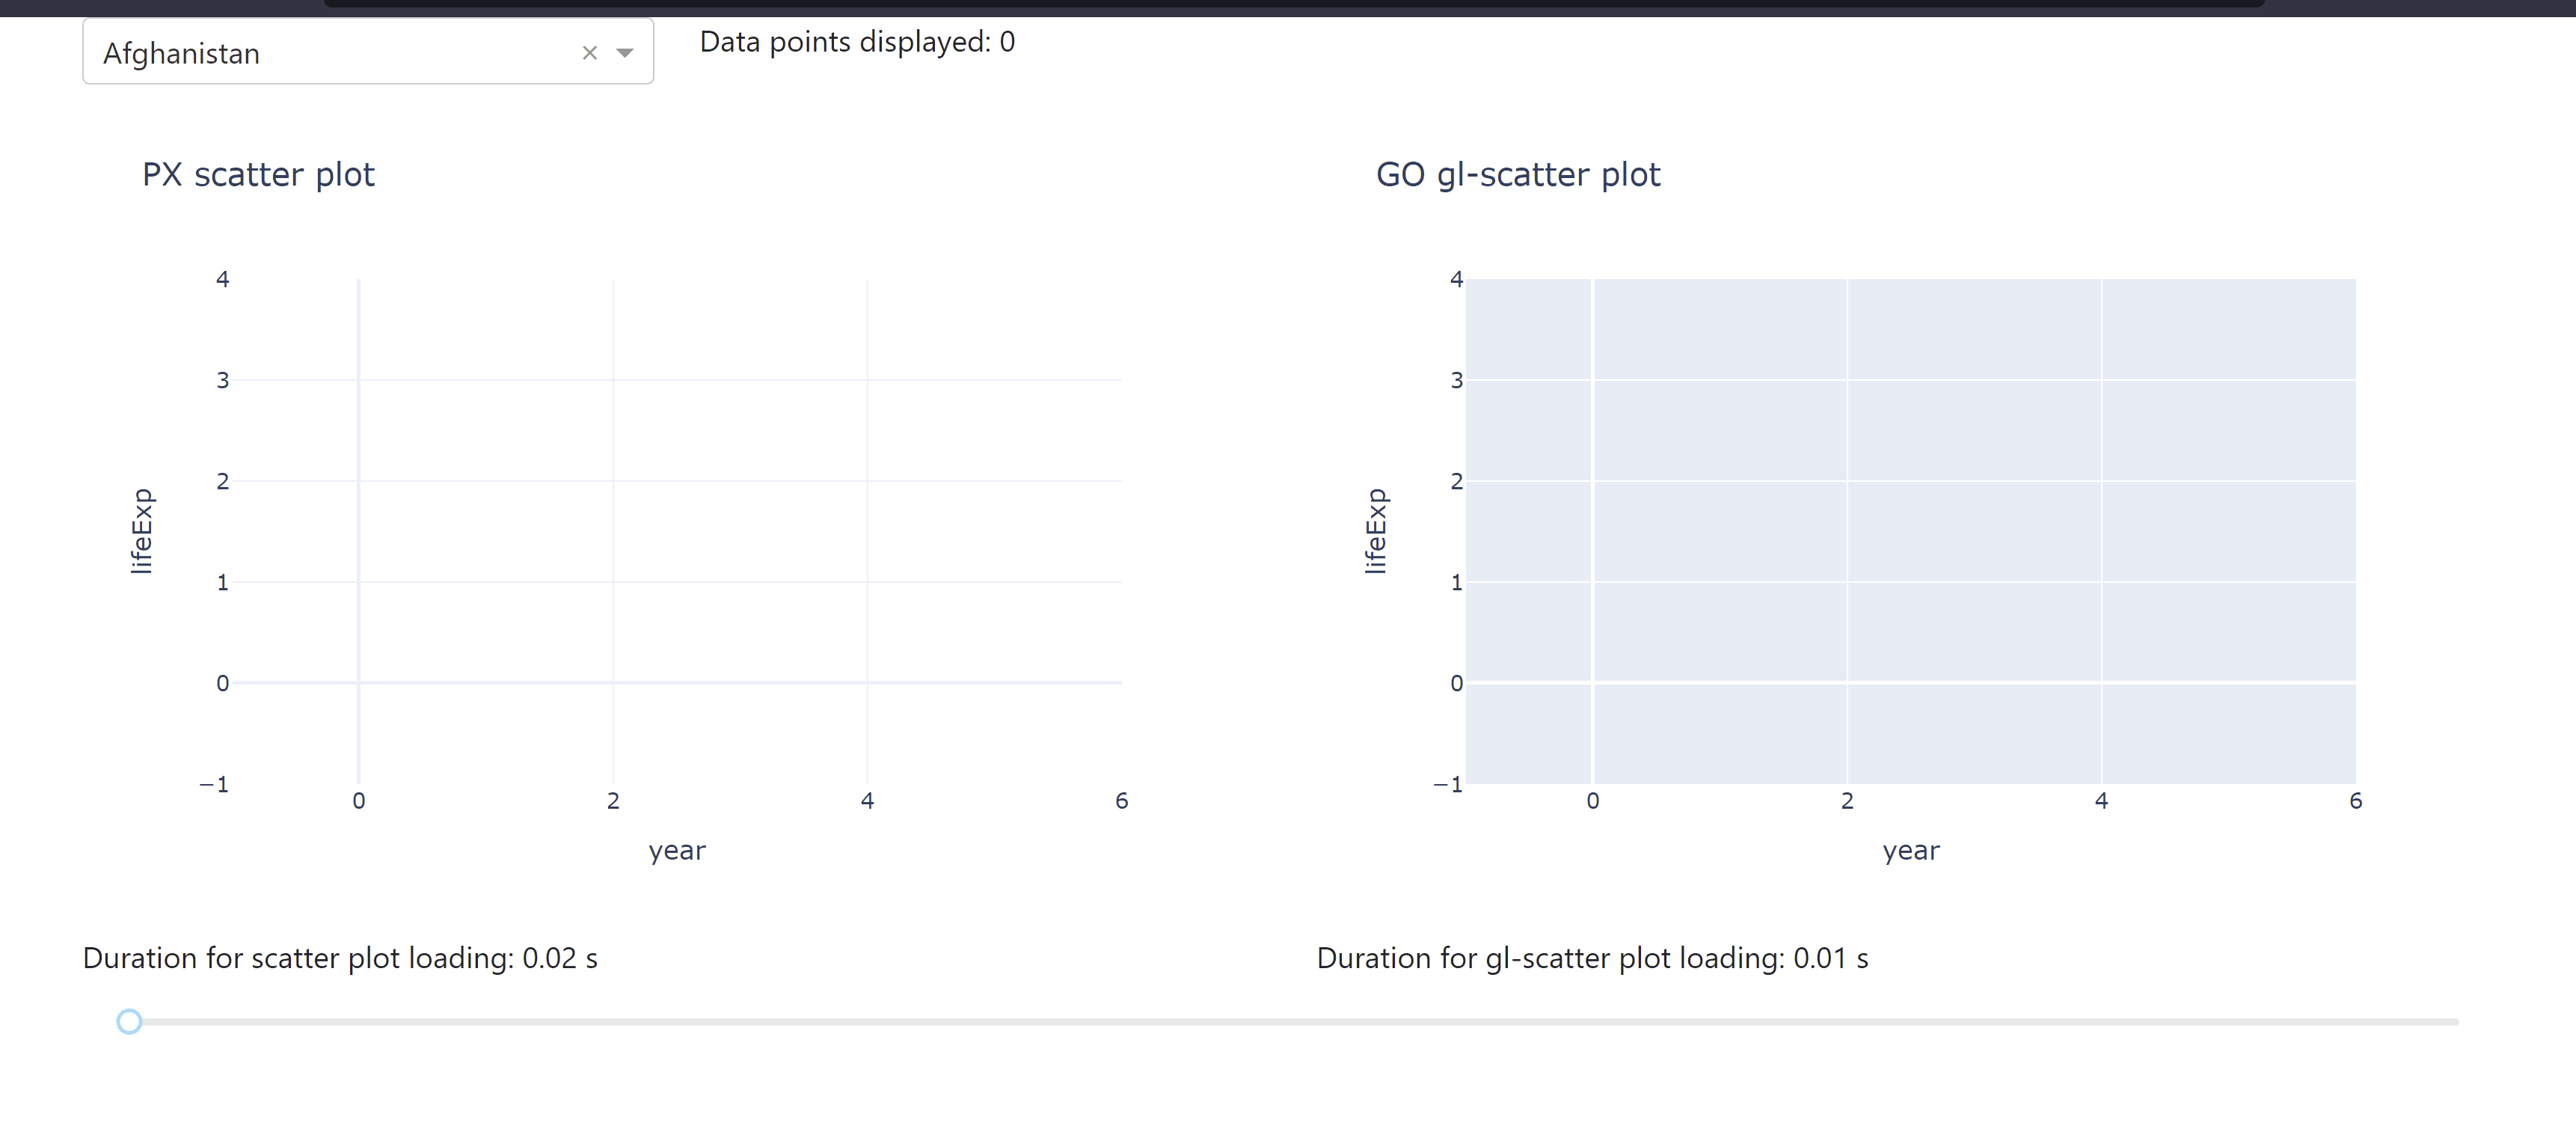 Afghanistan × Data points displayed: 0
PX scatter plot
4
3
2
1
0
−1
lifeExp
0 2 4 6
year
GO gl-scatter plot
4
3
2
1
0
−1
lifeExp
0 2 4 6
year
Duration for scatter plot loading: 0.02 s
Duration for gl-scatter plot loading: 0.01 s